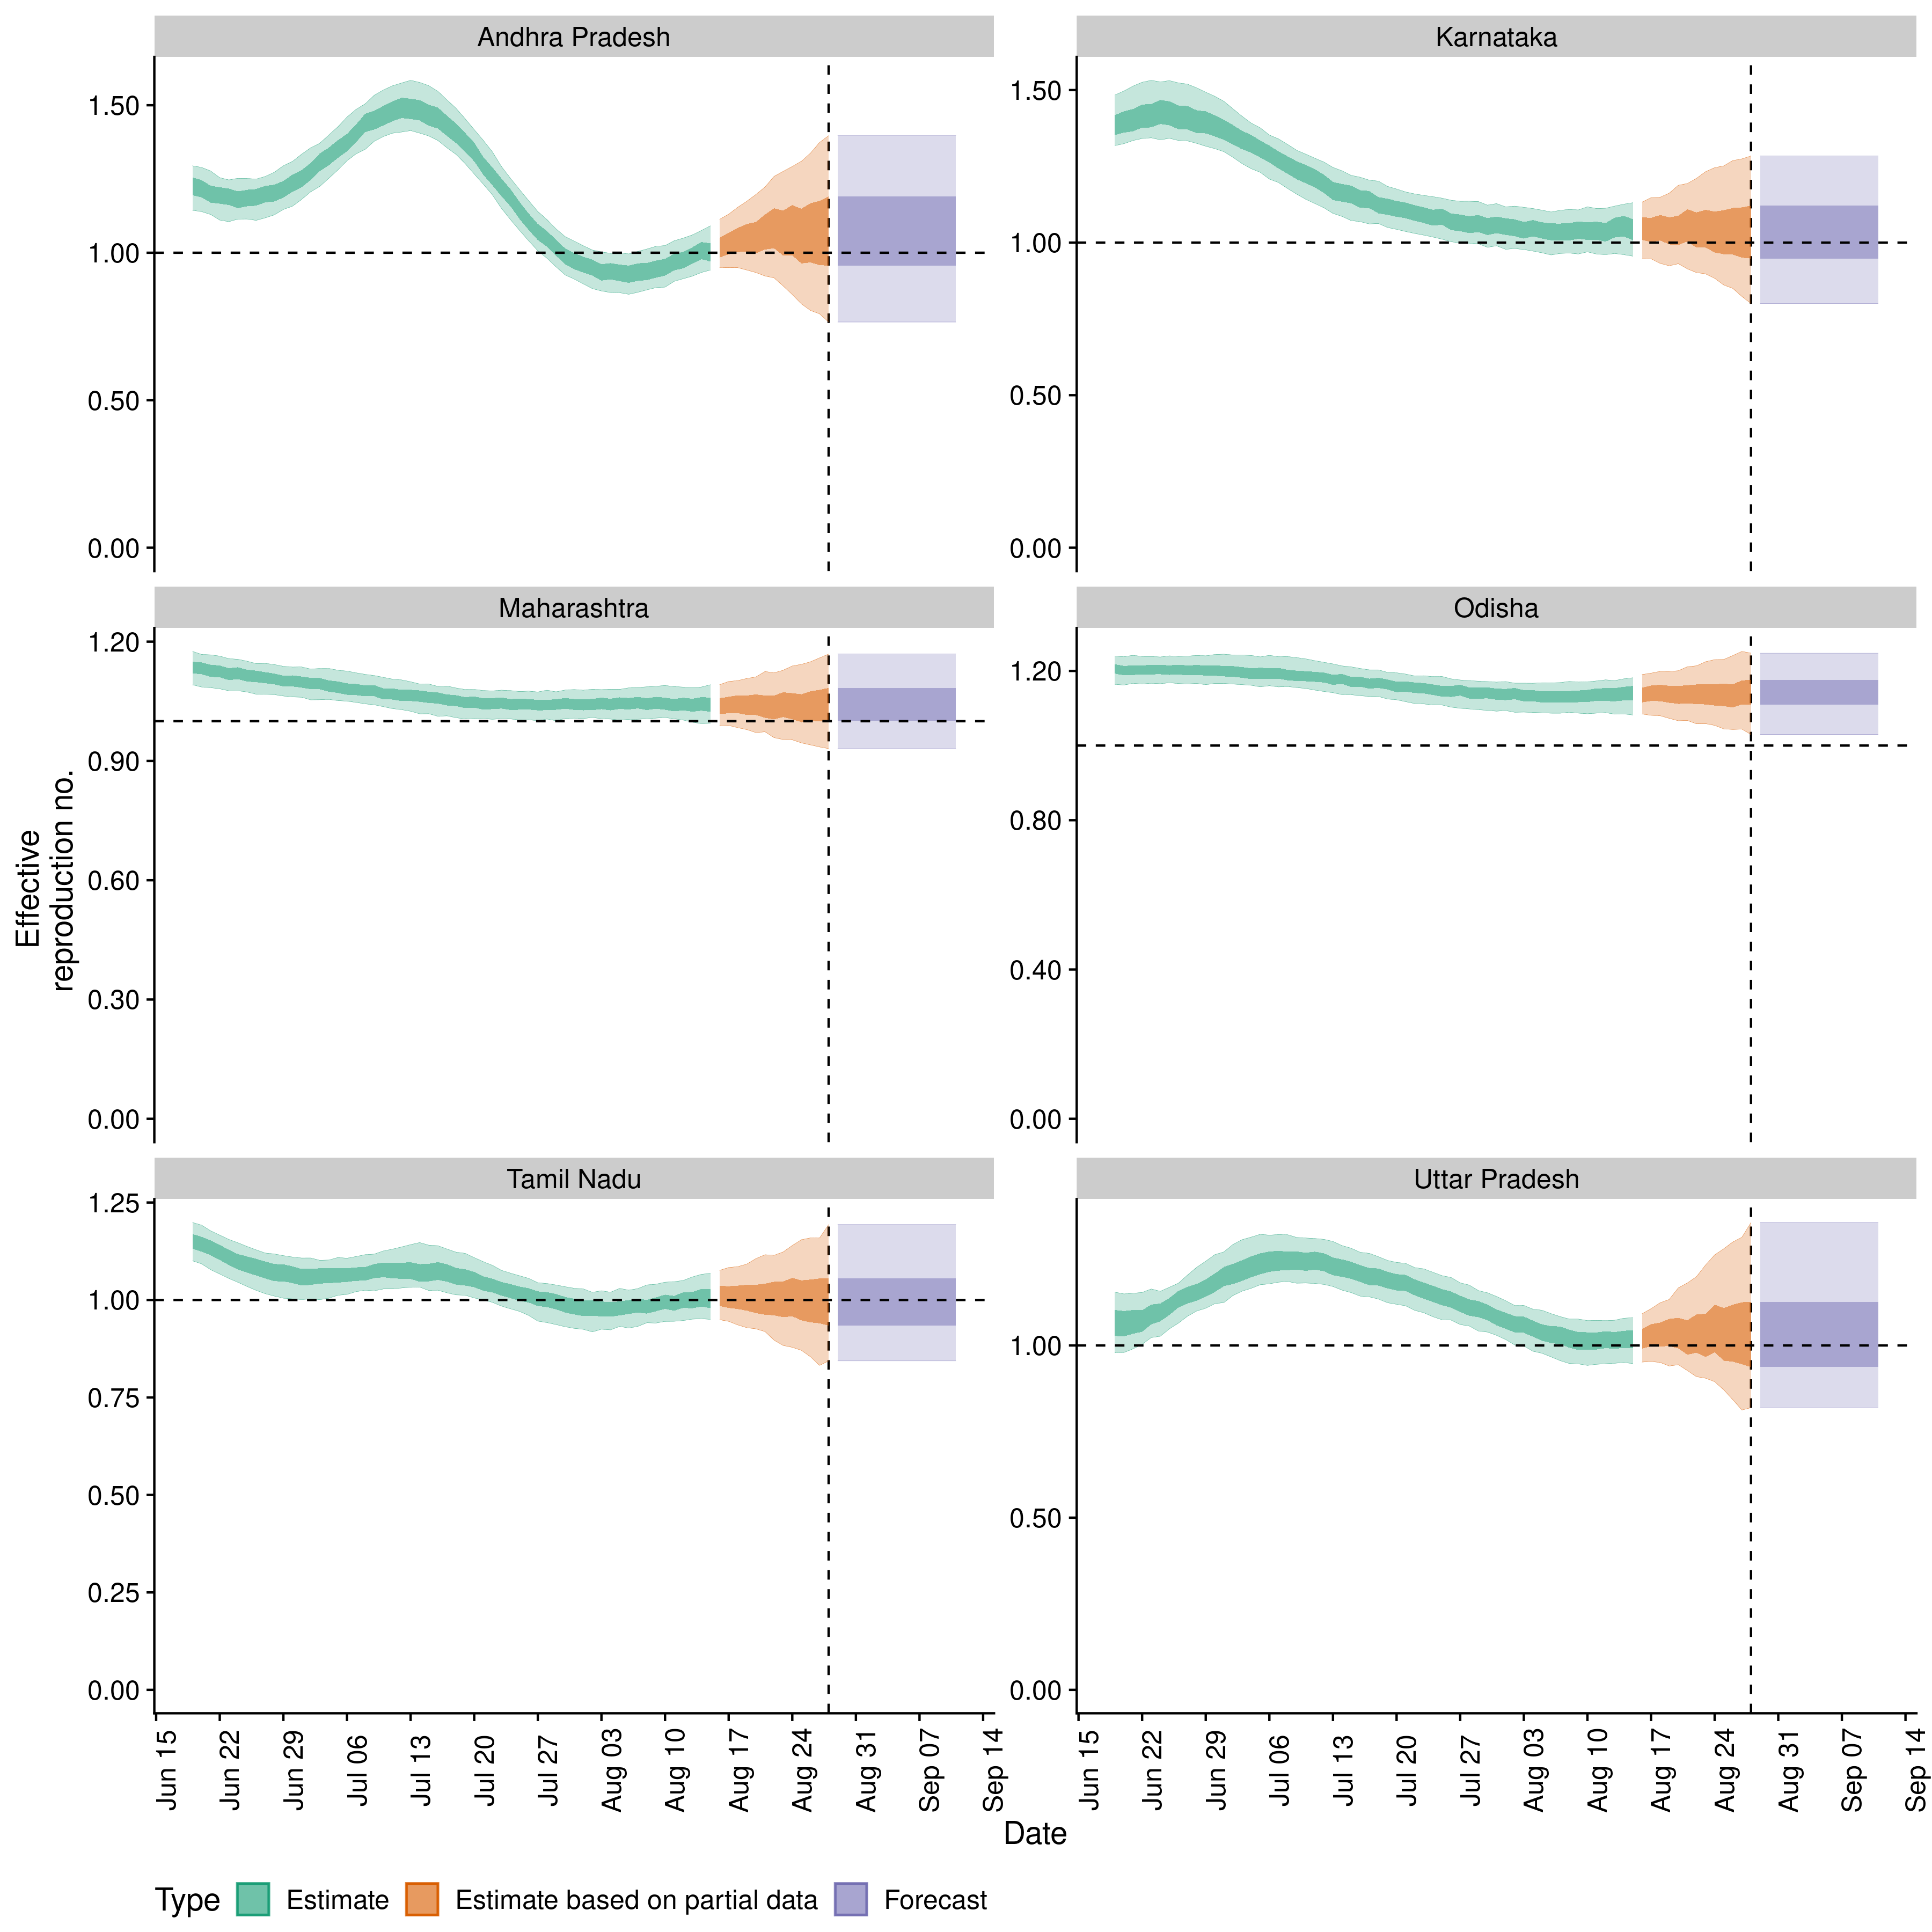 Andhra Pradesh
Karnataka
1.50
1.00
0.50
0.00
1.50
1.00
0.50
0.00
Maharashtra
Odisha
1.20
0.90
0.60
0.30
0.00
1.20
0.80
0.40
0.00
Effective
reproduction no.
Tamil Nadu
Uttar Pradesh
1.25
1.00
0.75
0.50
0.25
0.00
1.00
0.50
0.00
Jun 15
Jun 22
Jun 29
Jul 06
Jul 13
Jul 20
Jul 27
Aug 03
Aug 10
Aug 17
Aug 24
Aug 31
Sep 07
Sep 14
Jun 15
Jun 22
Jun 29
Jul 06
Jul 13
Jul 20
Jul 27
Aug 03
Aug 10
Aug 17
Aug 24
Aug 31
Sep 07
Sep 14
Date
Type Estimate Estimate based on partial data Forecast